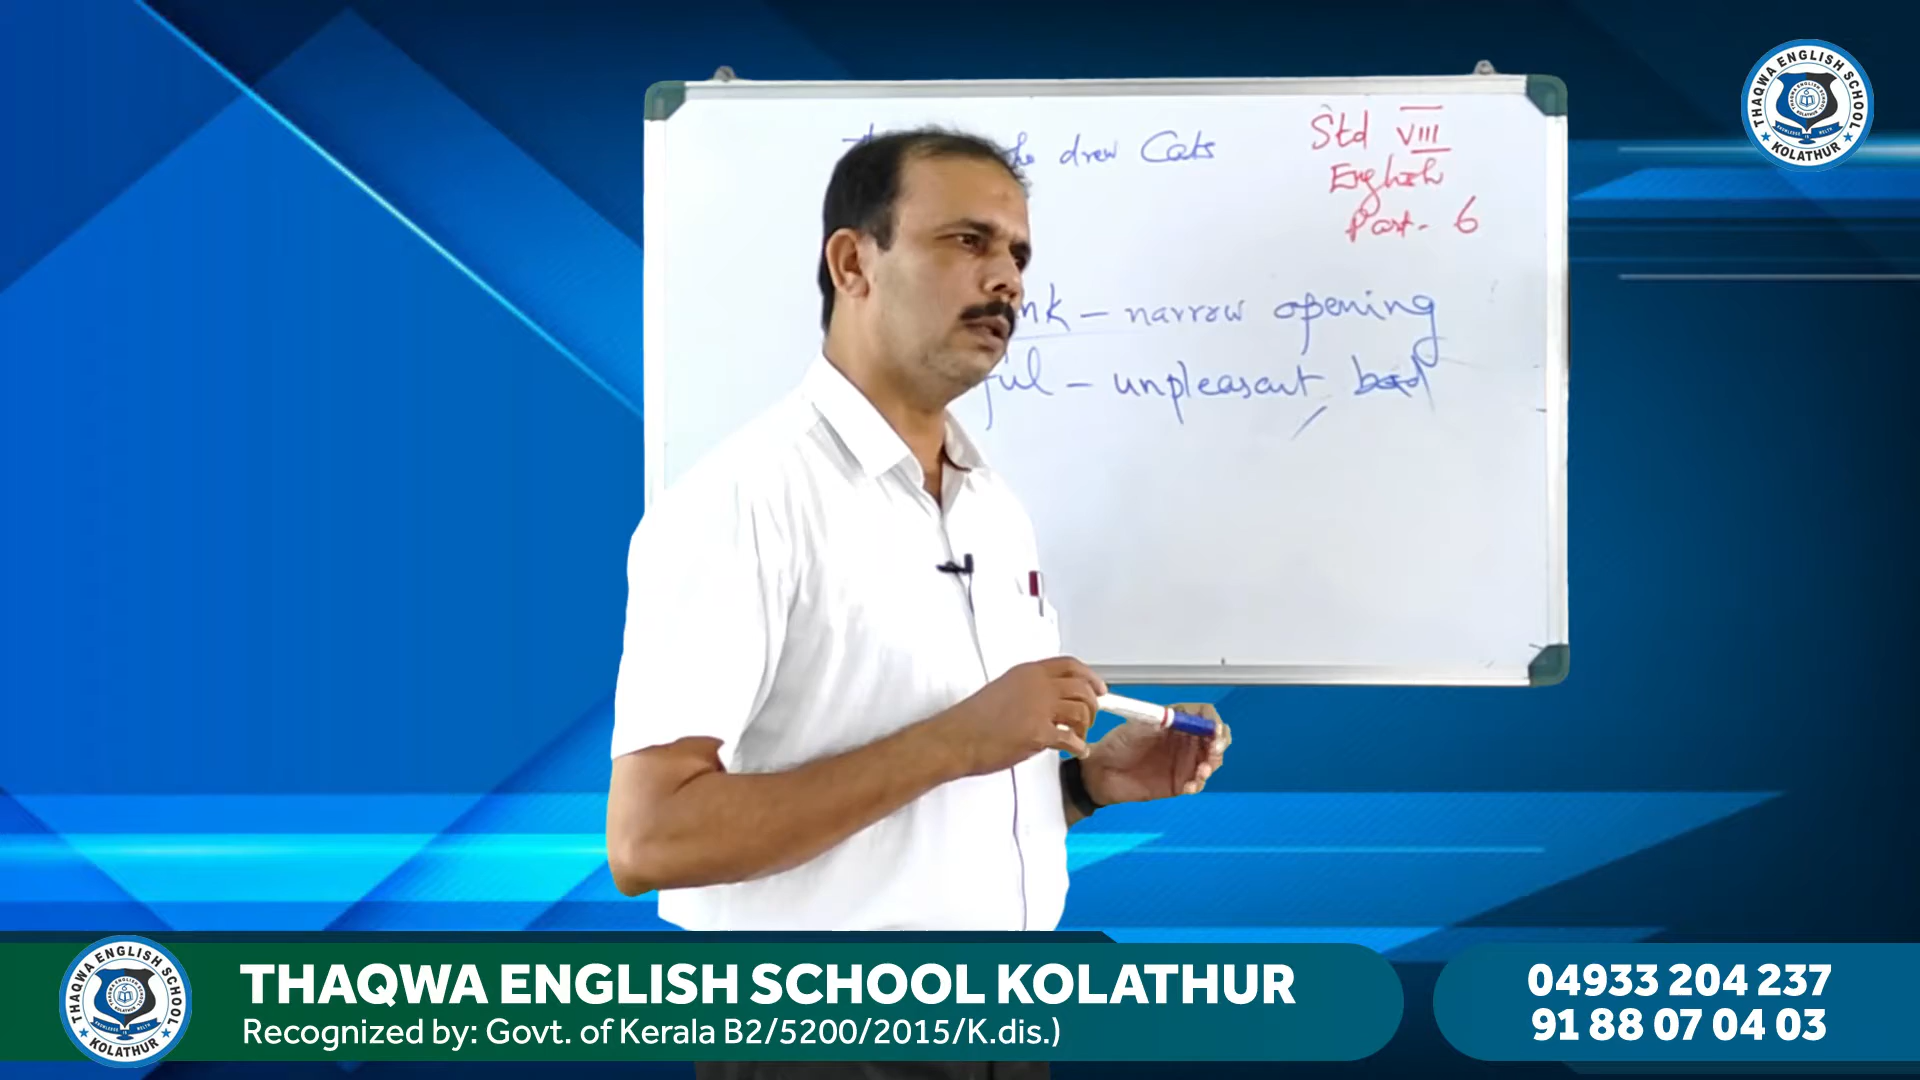 THAQWA ENGLISH SCHOOL
KOLATHUR
he drew Cats
Std VIII
English
Part - 6
nk - narrow opening
ful - unpleasant, bad
THAQWA ENGLISH SCHOOL
KOLATHUR
THAQWA ENGLISH SCHOOL KOLATHUR
Recognized by: Govt. of Kerala B2/5200/2015/K.dis.)
04933 204 237
91 88 07 04 03